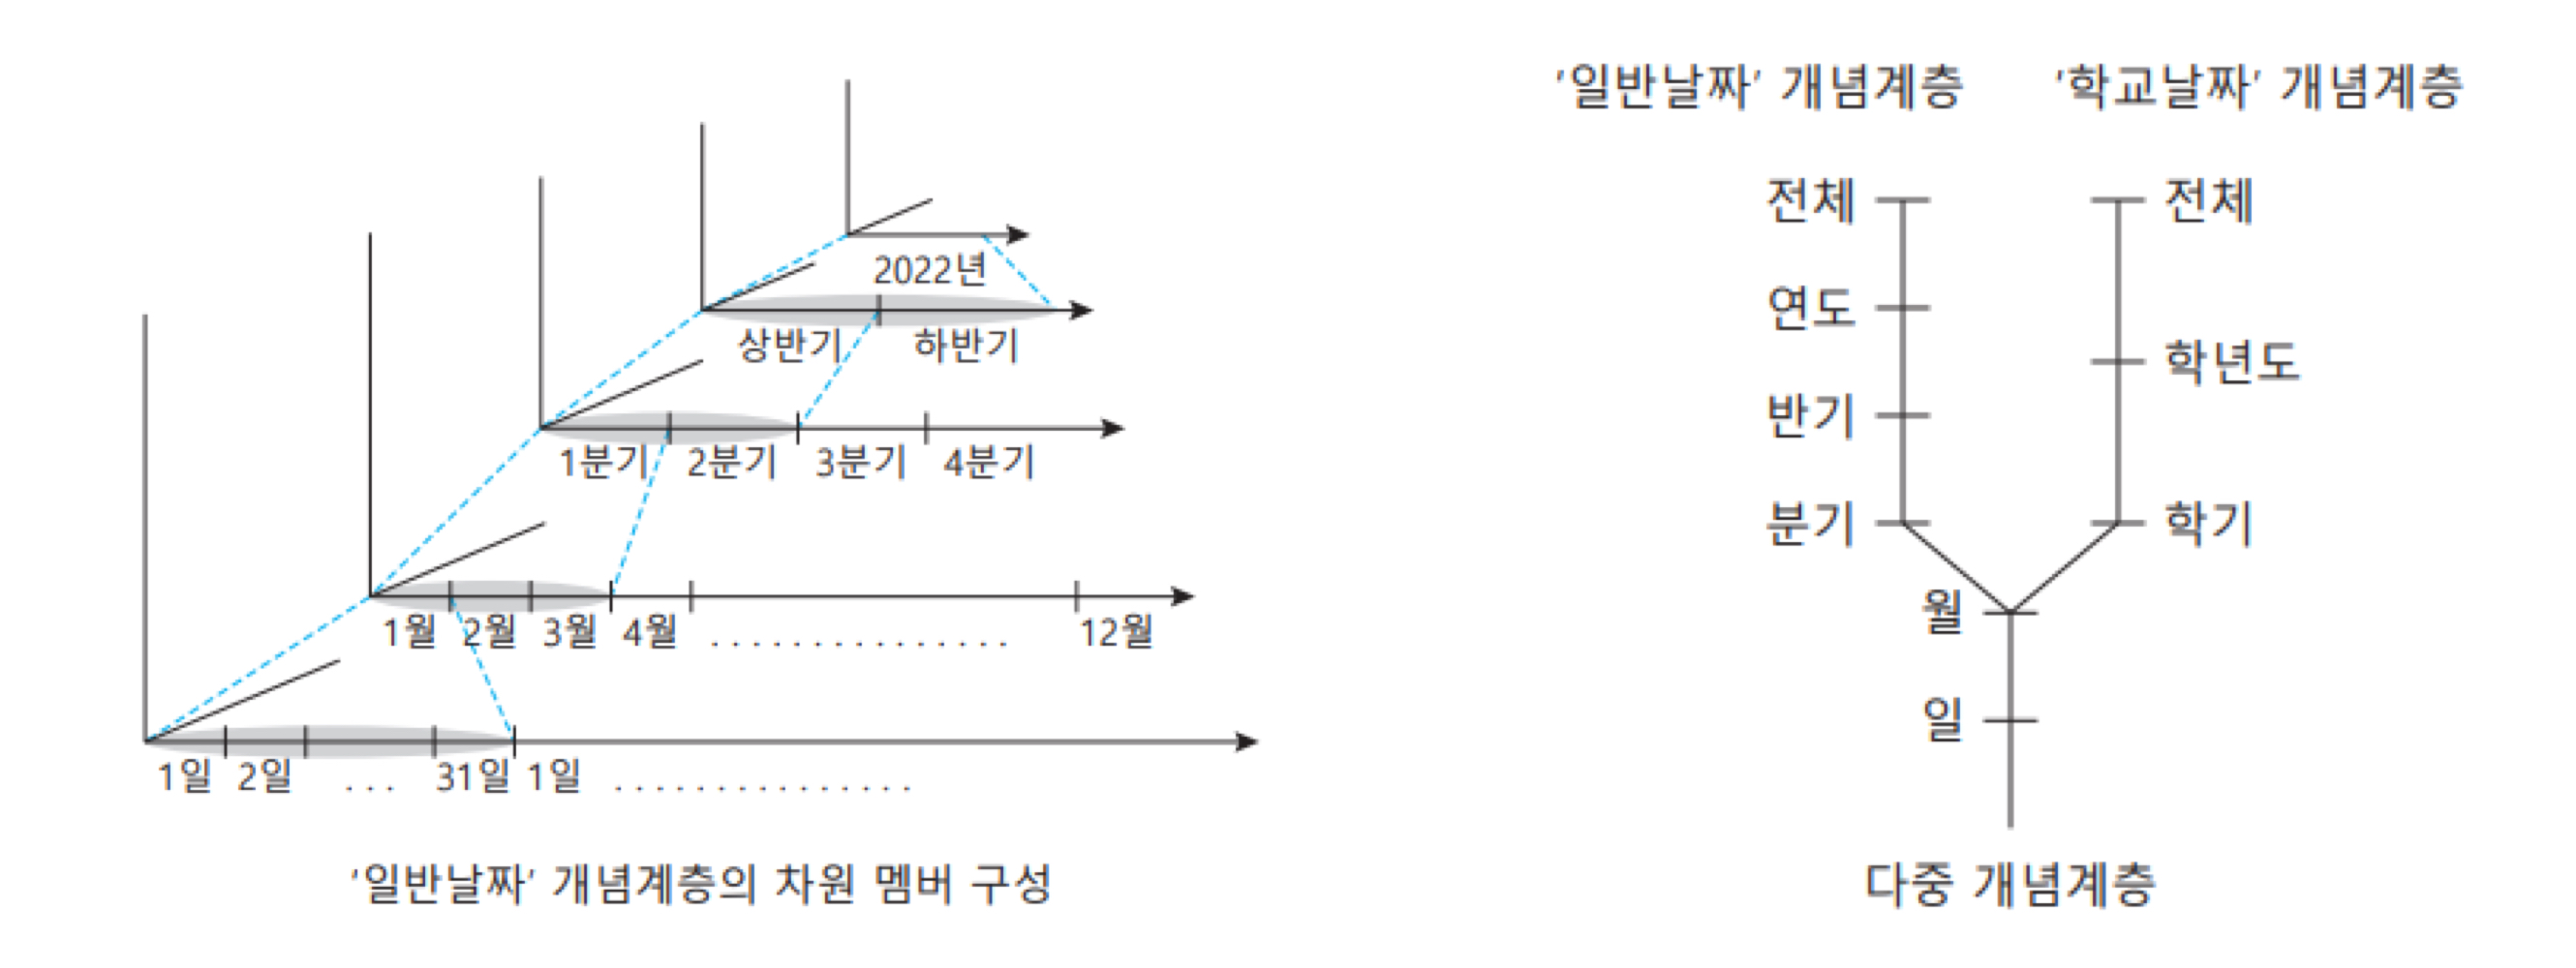 2022년
상반기 하반기
1분기 2분기 3분기 4분기
1월 2월 3월 4월 ............... 12월
1일 2일 ... 31일 1일 ...............
'일반날짜' 개념계층의 차원 멤버 구성
'일반날짜' 개념계층 '학교날짜' 개념계층
전체 전체
연도
학년도
반기
분기 학기
월
일
다중 개념계층